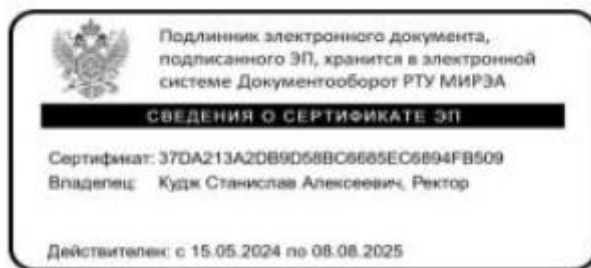 Подлинник электронного документа,
подписанного ЭП, хранится в электронной
системе Документооборот РТУ МИРЭА
СВЕДЕНИЯ О СЕРТИФИКАТЕ ЭП
Сертификат: 37DA213A2DB9D58BC6685EC6894FB509
Владелец: Кудж Станислав Алексеевич, Ректор
Действителен: с 15.05.2024 по 08.08.2025